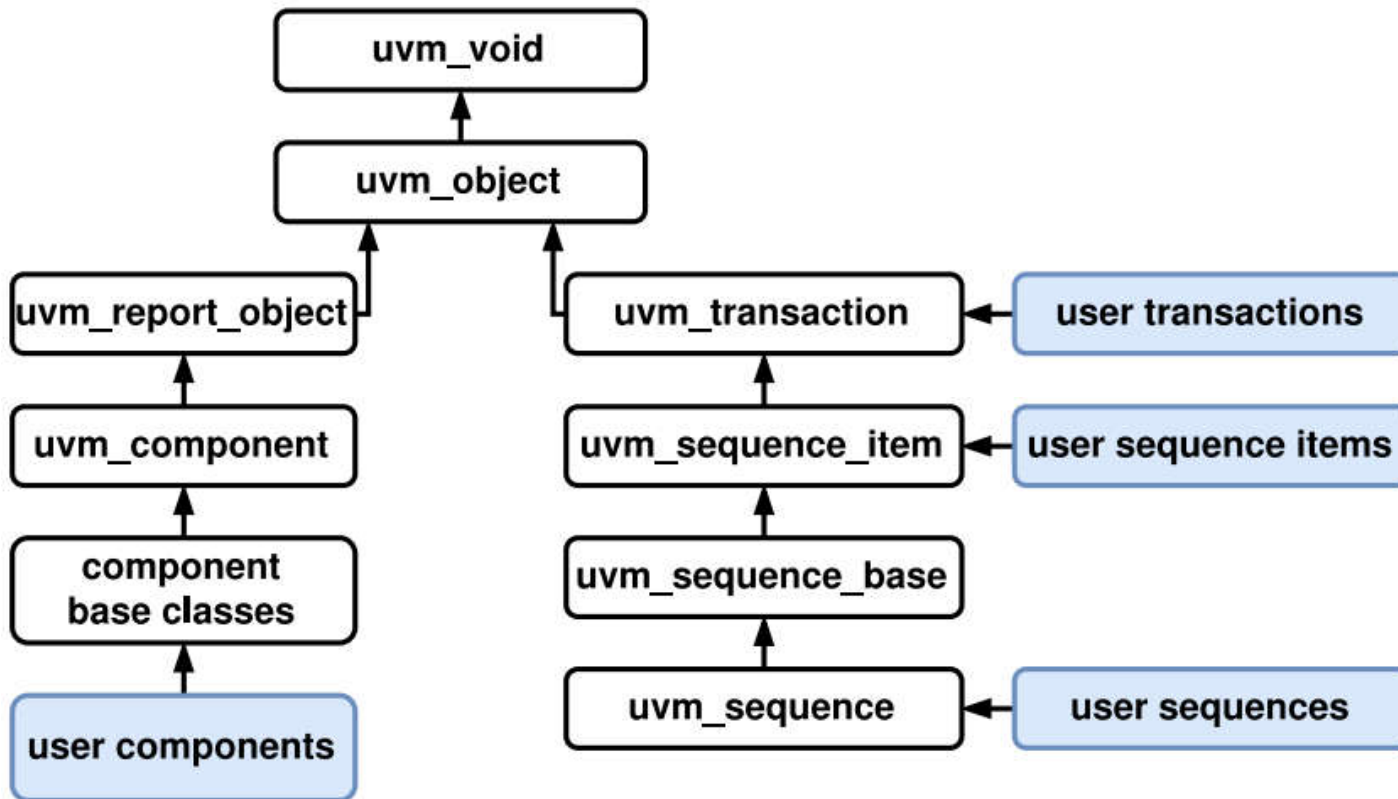 uvm_void
uvm_object
uvm_report_object
uvm_transaction
user transactions
uvm_component
uvm_sequence_item
user sequence items
component
base classes
uvm_sequence_base
user components
uvm_sequence
user sequences